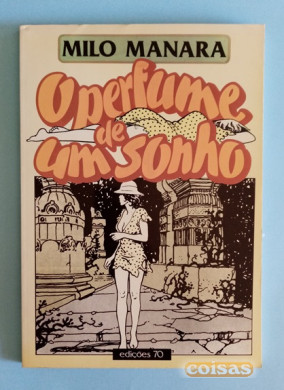 MILO MANARA
O perfume
de
um sonho
edições 70
coisas